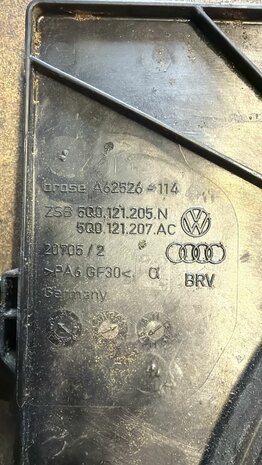 brose A62526-114
ZSB 5Q0.121.205.N
5Q0.121.207.AC
20705/2
>PA6 GF30<
BRV
Germany